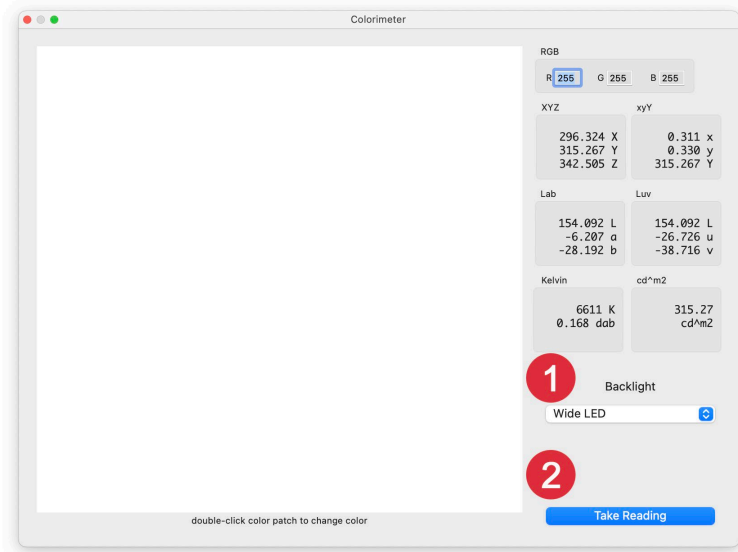 Colorimeter
RGB
R 255 G 255 B 255
XYZ
296.324 X
315.267 Y
342.505 Z
xyY
0.311 x
0.330 y
315.267 Y
Lab
154.092 L
-6.207 a
-28.192 b
Luv
154.092 L
-26.726 u
-38.716 v
Kelvin
6611 K
0.168 dab
cd^m2
315.27
cd^m2
1
Backlight
Wide LED
2
Take Reading
double-click color patch to change color